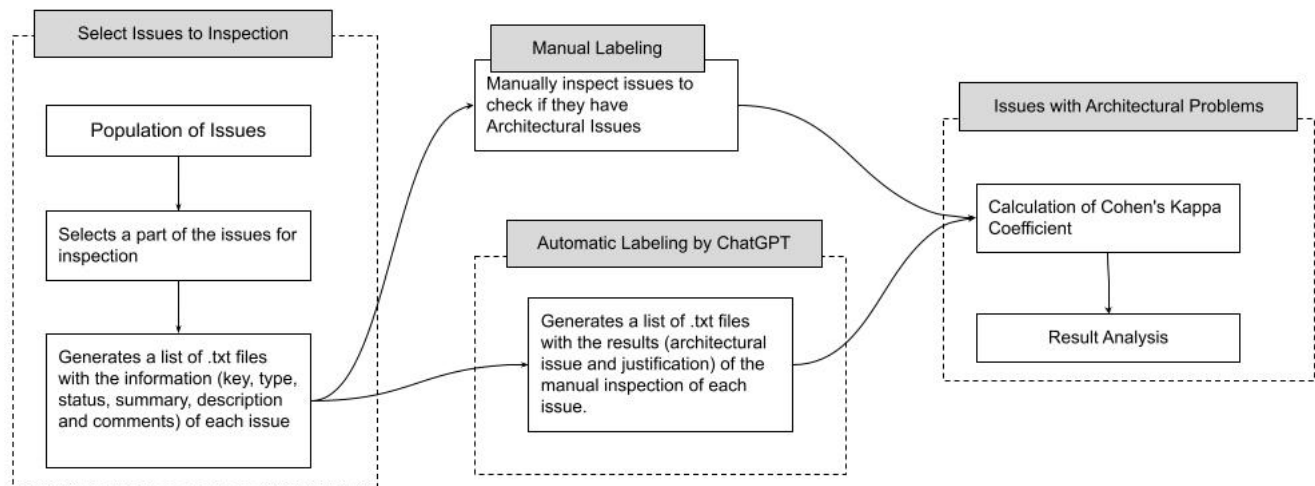 Select Issues to Inspection
Population of Issues
Selects a part of the issues for
inspection
Generates a list of .txt files
with the information (key, type,
status, summary, description
and comments) of each issue
Manual Labeling
Manually inspect issues to
check if they have
Architectural Issues
Automatic Labeling by ChatGPT
Generates a list of .txt files
with the results (architectural
issue and justification) of the
manual inspection of each
issue.
Issues with Architectural Problems
Calculation of Cohen's Kappa
Coefficient
Result Analysis